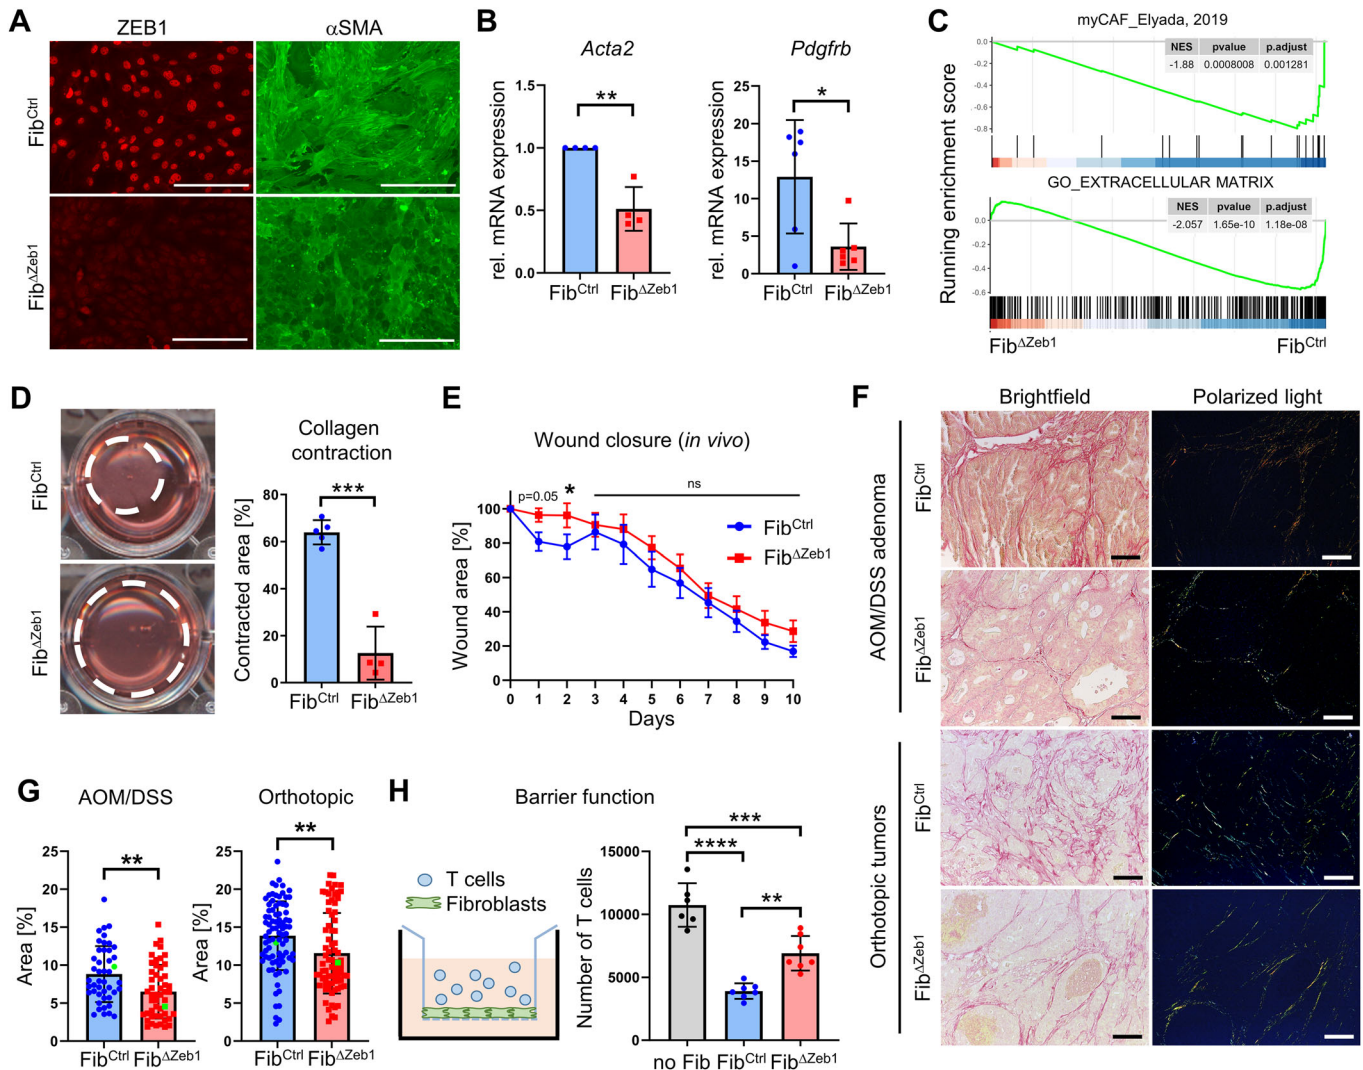 A
ZEB1
αSMA
Fib^Ctrl
Fib^ΔZeb1
B
Acta2
**
rel. mRNA expression
1.5
1.0
0.5
0.0
Fib^Ctrl
Fib^ΔZeb1
Pdgfrb
*
rel. mRNA expression
25
20
15
10
5
0
Fib^Ctrl
Fib^ΔZeb1
C
myCAF_Elyada, 2019
NES pvalue p.adjust
-1.88 0.0008008 0.001281
0.0
-0.2
-0.4
-0.6
-0.8
Running enrichment score
GO_EXTRACELLULAR MATRIX
NES pvalue p.adjust
-2.057 1.65e-10 1.18e-08
0.0
-0.2
-0.4
-0.6
Fib^ΔZeb1
Fib^Ctrl
D
Fib^Ctrl
Fib^ΔZeb1
Collagen
contraction
***
Contracted area [%]
80
60
40
20
0
Fib^Ctrl
Fib^ΔZeb1
E
Wound closure (in vivo)
p=0.05
*
ns
Fib^Ctrl
Fib^ΔZeb1
Wound area [%]
100
80
60
40
20
0
0 1 2 3 4 5 6 7 8 9 10
Days
F
Brightfield
Polarized light
AOM/DSS adenoma
Fib^Ctrl
Fib^ΔZeb1
Orthotopic tumors
Fib^Ctrl
Fib^ΔZeb1
G
AOM/DSS
**
Area [%]
25
20
15
10
5
0
Fib^Ctrl
Fib^ΔZeb1
Orthotopic
**
Area [%]
25
20
15
10
5
0
Fib^Ctrl
Fib^ΔZeb1
H
Barrier function
T cells
Fibroblasts
***
****
**
Number of T cells
15000
10000
5000
0
no Fib
Fib^Ctrl
Fib^ΔZeb1